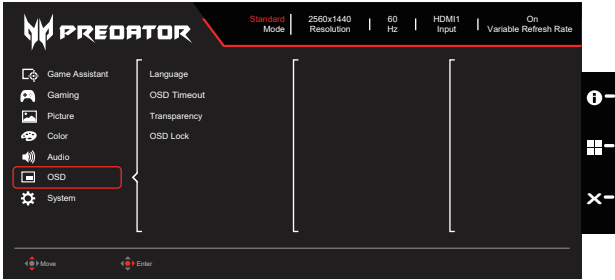 PREDATOR
Standard
Mode
2560x1440
Resolution
60
Hz
HDMI1
Input
On
Variable Refresh Rate
Game Assistant
Gaming
Picture
Color
Audio
OSD
System
Language
OSD Timeout
Transparency
OSD Lock
Move
Enter